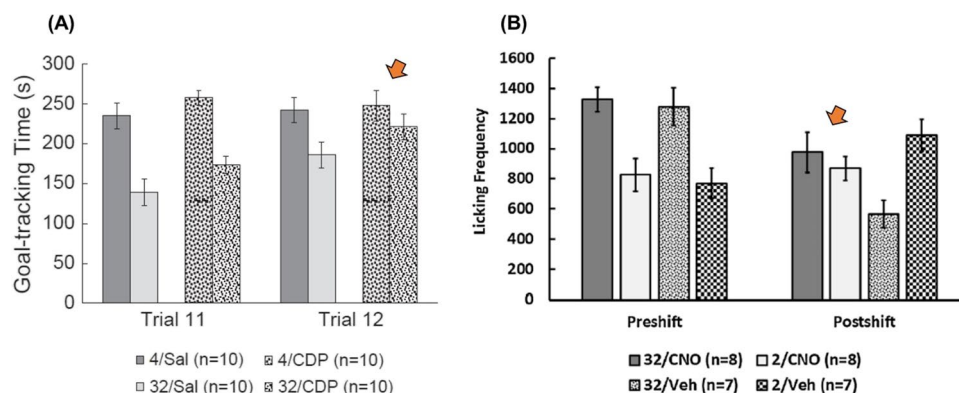 (A)
Goal-tracking Time (s)
300
250
200
150
100
50
0
Trial 11 Trial 12
4/Sal (n=10) 4/CDP (n=10)
32/Sal (n=10) 32/CDP (n=10)
(B)
Licking Frequency
1600
1400
1200
1000
800
600
400
200
0
Preshift Postshift
32/CNO (n=8) 2/CNO (n=8)
32/Veh (n=7) 2/Veh (n=7)